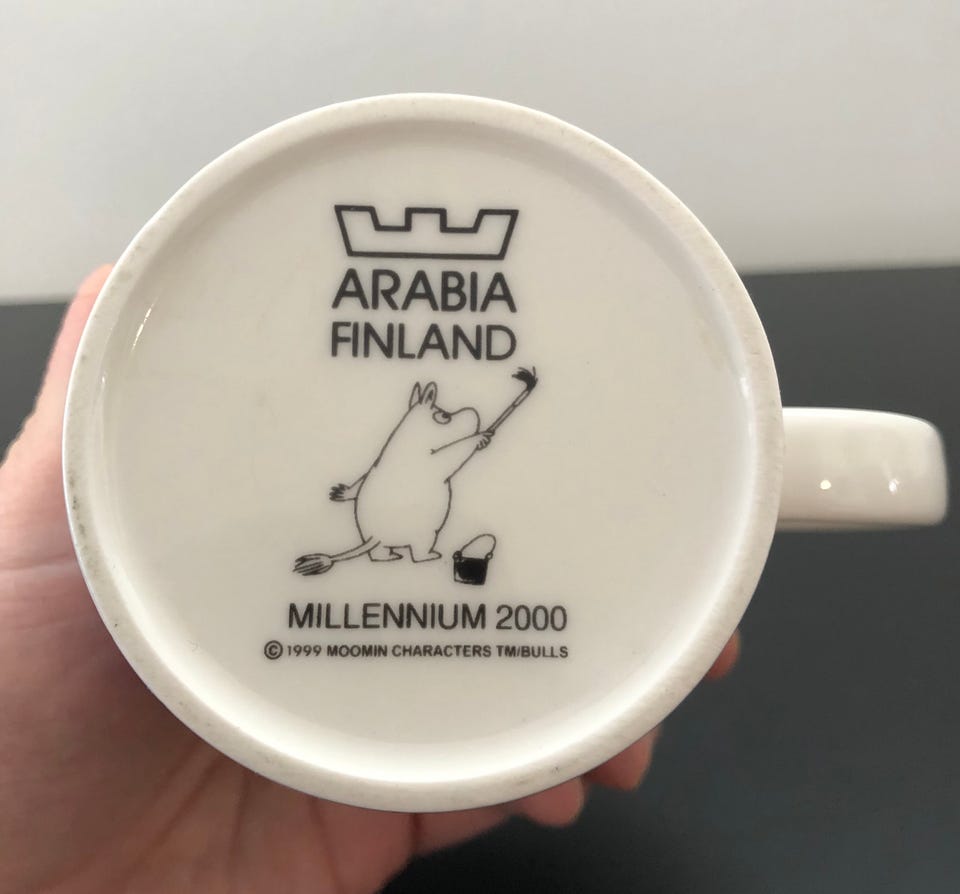 ARABIA
FINLAND
MILLENNIUM 2000
© 1999 MOOMIN CHARACTERS TM/BULLS